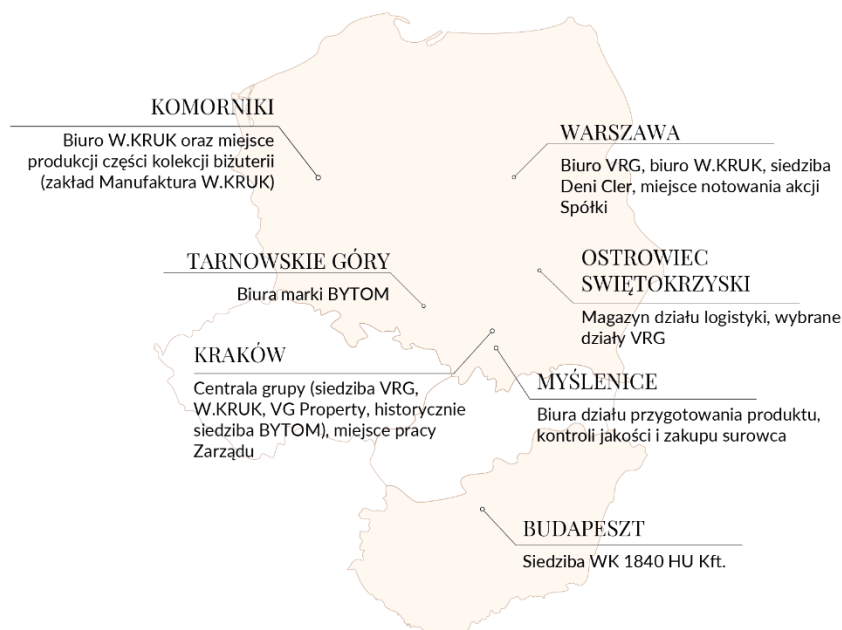 KOMORNIKI
Biuro W.KRUK oraz miejsce
produkcji części kolekcji biżuterii
(zakład Manufaktura W.KRUK)
WARSZAWA
Biuro VRG, biuro W.KRUK, siedziba
Deni Cler, miejsce notowania akcji
Spółki
TARNOWSKIE GÓRY
Biura marki BYTOM
OSTROWIEC
SWIĘTOKRZYSKI
Magazyn działu logistyki, wybrane
działy VRG
KRAKÓW
Centrala grupy (siedziba VRG,
W.KRUK, VG Property, historycznie
siedziba BYTOM), miejsce pracy
Zarządu
MYŚLENICE
Biura działu przygotowania produktu,
kontroli jakości i zakupu surowca
BUDAPESZT
Siedziba WK 1840 HU Kft.